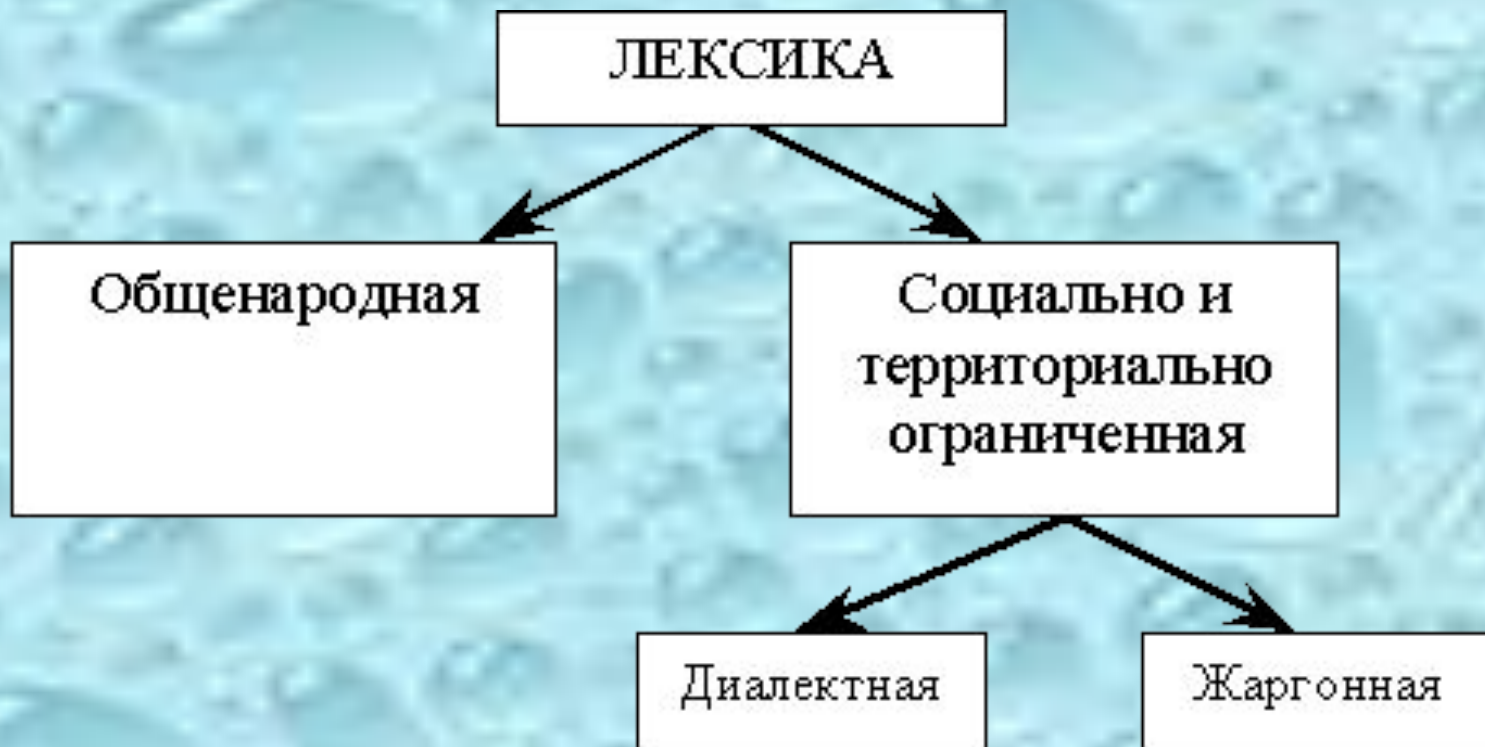 ЛЕКСИКА
Общенародная
Социально и
территориально
ограниченная
Диалектная
Жаргонная